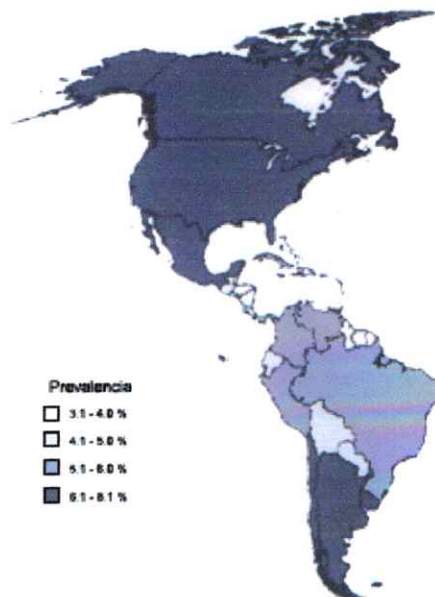 Prevalencia
3.1 - 4.0 %
4.1 - 5.0 %
5.1 - 6.0 %
6.1 - 8.1 %